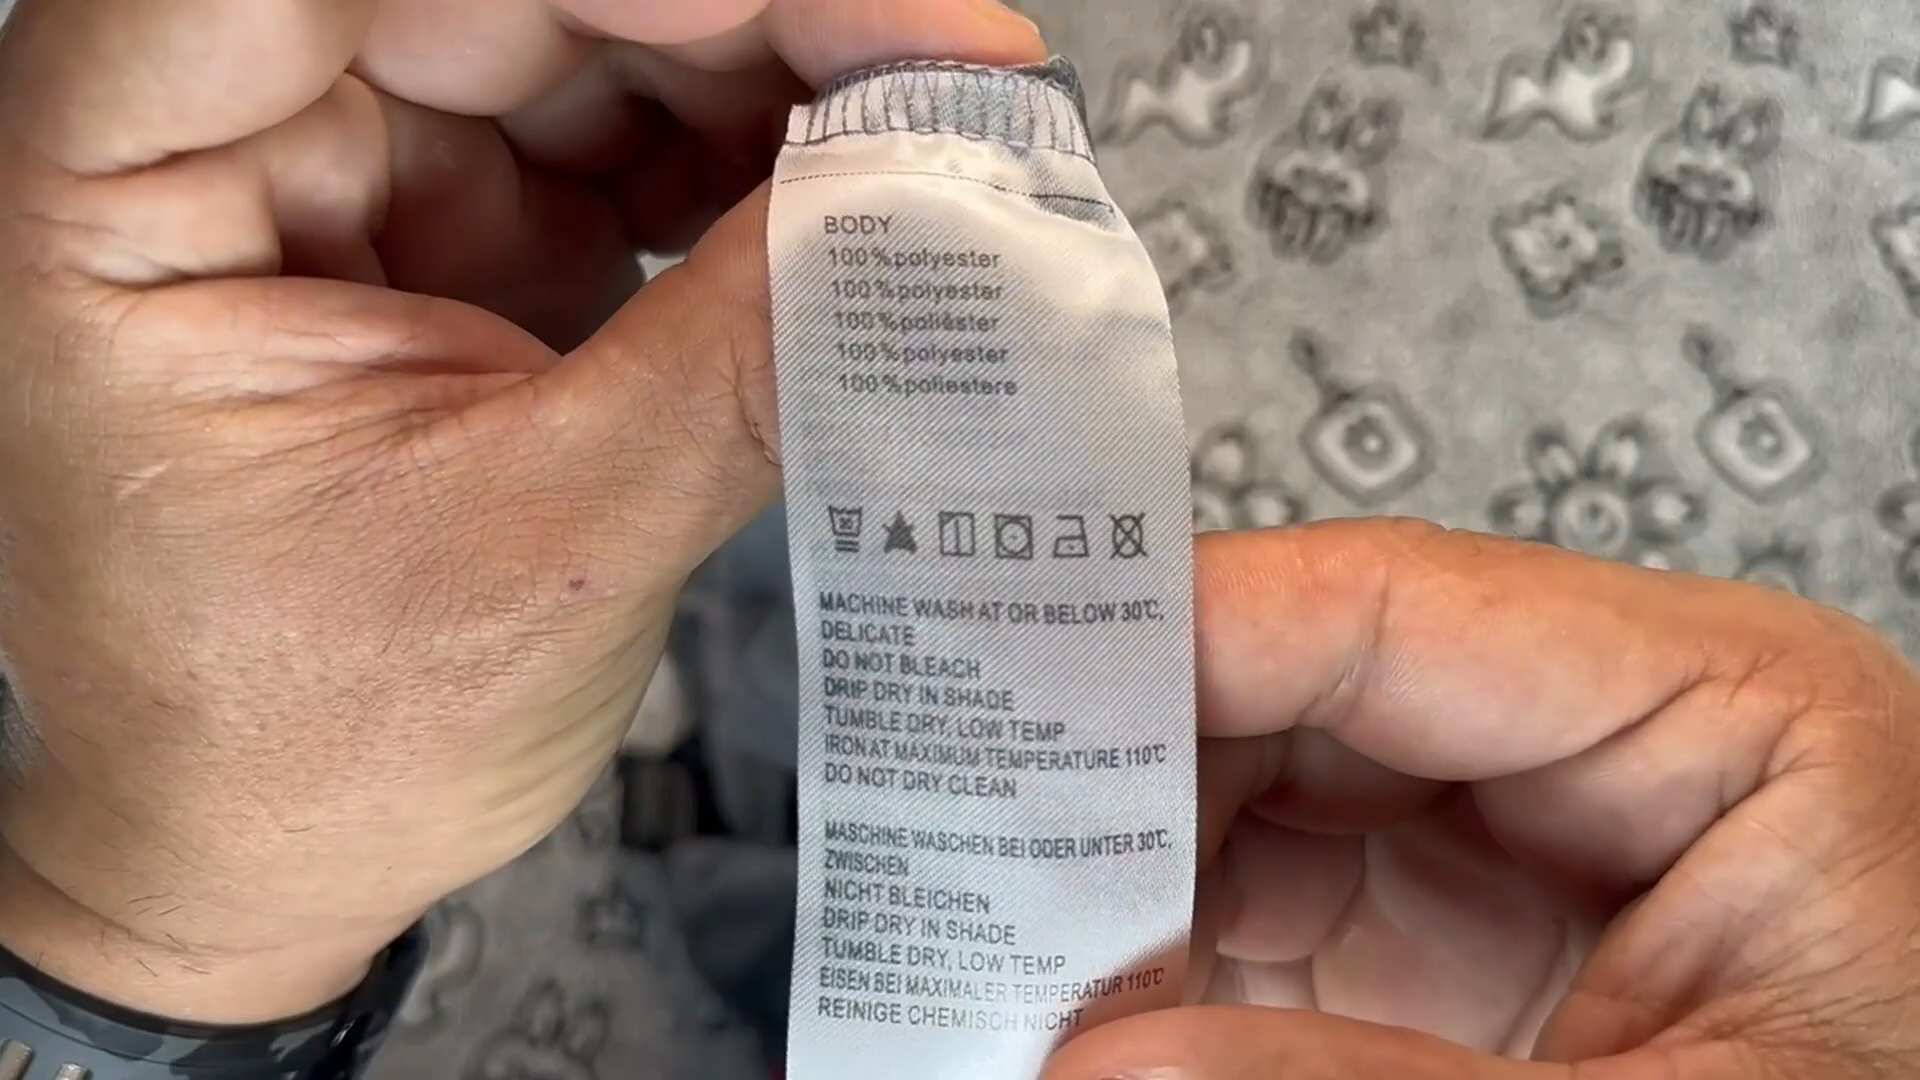 BODY
100%polyester
100%polyester
100%poliéster
100%polyester
100%poliestere
30
MACHINE WASH AT OR BELOW 30℃,
DELICATE
DO NOT BLEACH
DRIP DRY IN SHADE
TUMBLE DRY, LOW TEMP
IRON AT MAXIMUM TEMPERATURE 110℃
DO NOT DRY CLEAN
MASCHINE WASCHEN BEI ODER UNTER 30℃,
ZWISCHEN
NICHT BLEICHEN
DRIP DRY IN SHADE
TUMBLE DRY, LOW TEMP
EISEN BEI MAXIMALER TEMPERATUR 110℃
REINIGE CHEMISCH NICHT